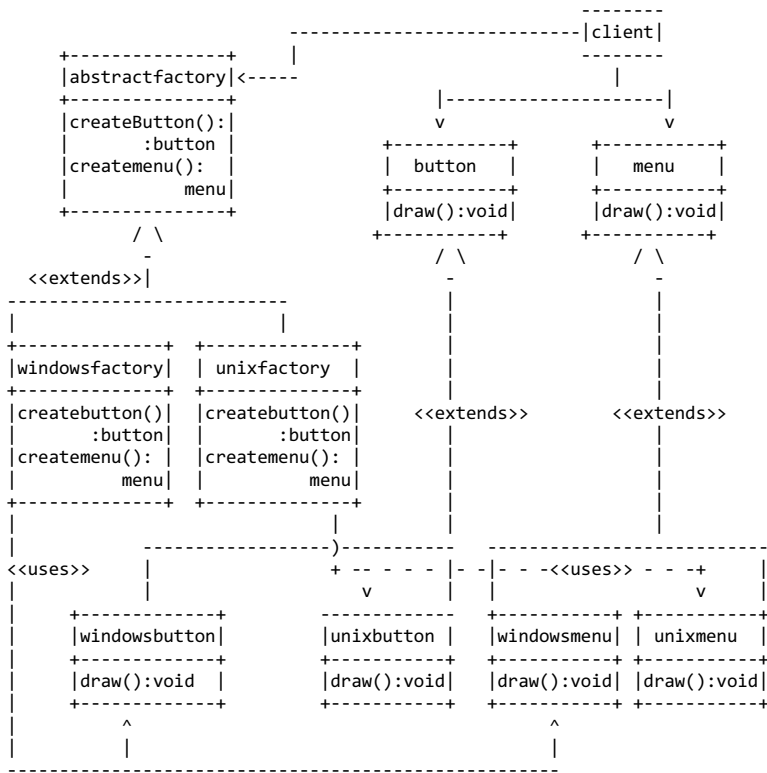 client
abstractfactory
createButton():
:button
createmenu():
menu
button
draw():void
menu
draw():void
<<extends>>
windowsfactory
createbutton()
:button
createmenu():
menu
unixfactory
createbutton()
:button
createmenu():
menu
<<extends>>
<<extends>>
<<uses>>
<<uses>>
windowsbutton
draw():void
unixbutton
draw():void
windowsmenu
draw():void
unixmenu
draw():void